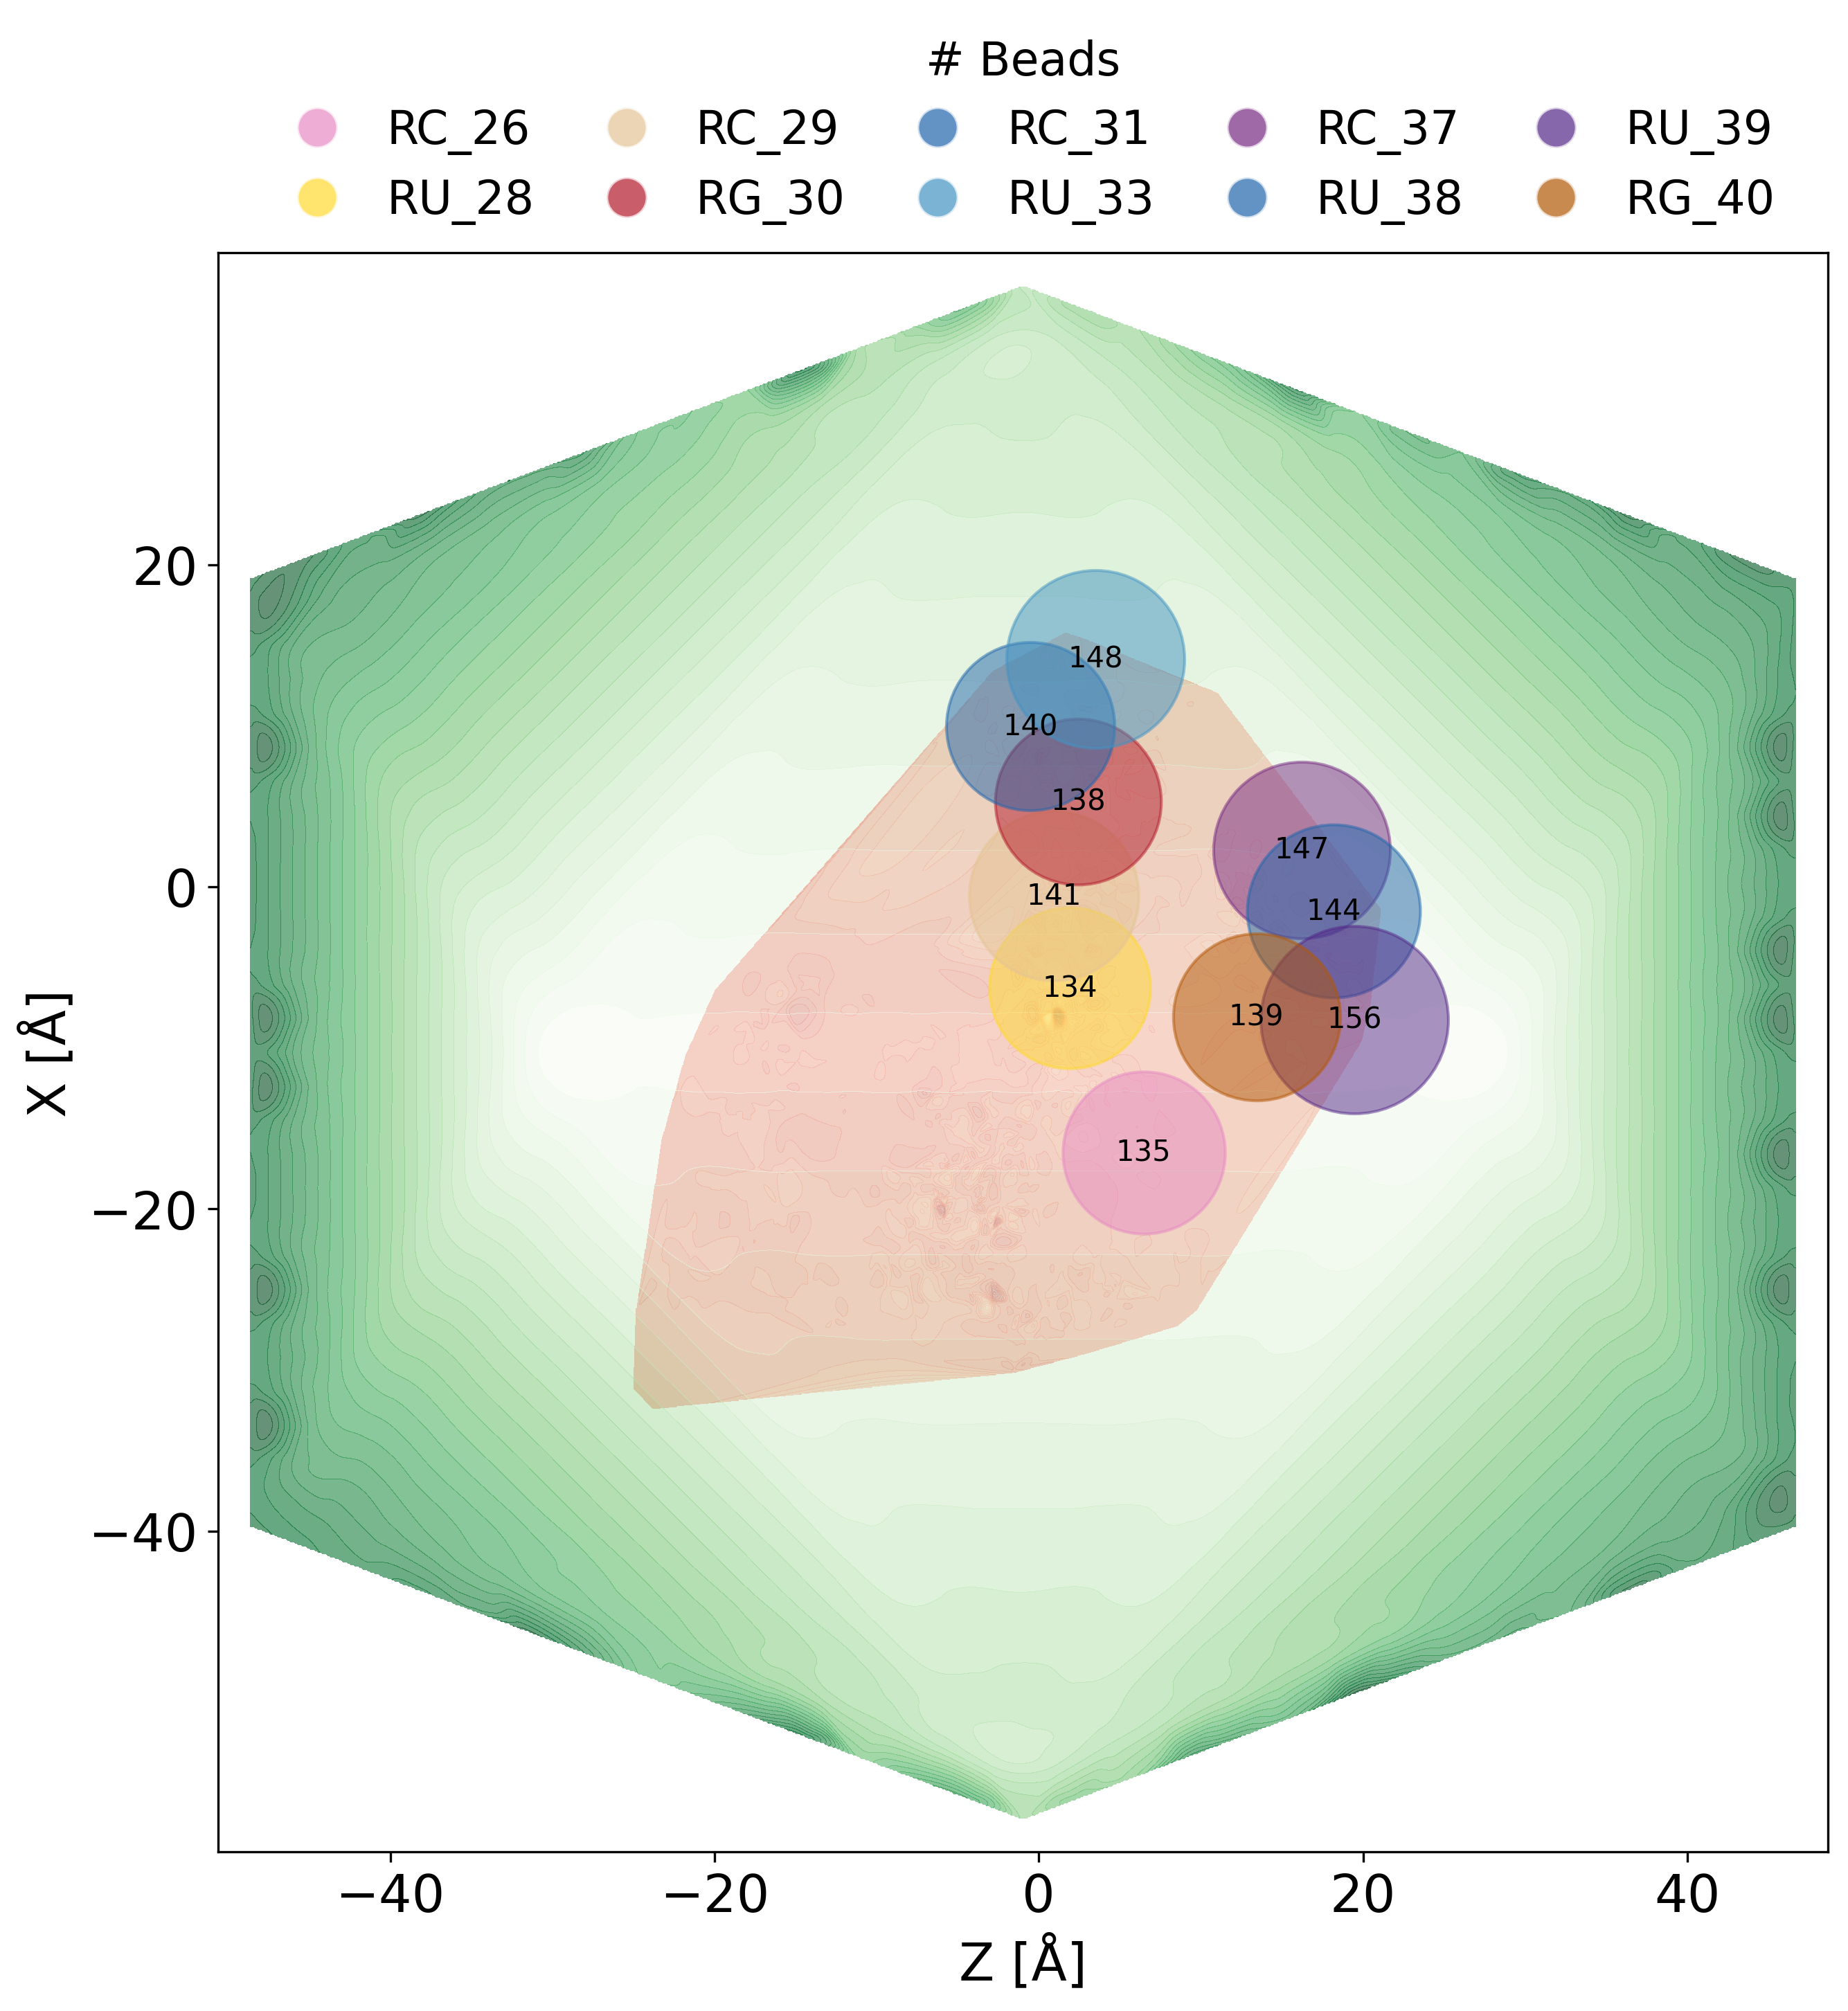 # Beads
RC_26 RC_29 RC_31 RC_37 RU_39
RU_28 RG_30 RU_33 RU_38 RG_40
20
0
−20
−40
X [Å]
148
140
138
147
141
144
134
139
156
135
−40 −20 0 20 40
Z [Å]